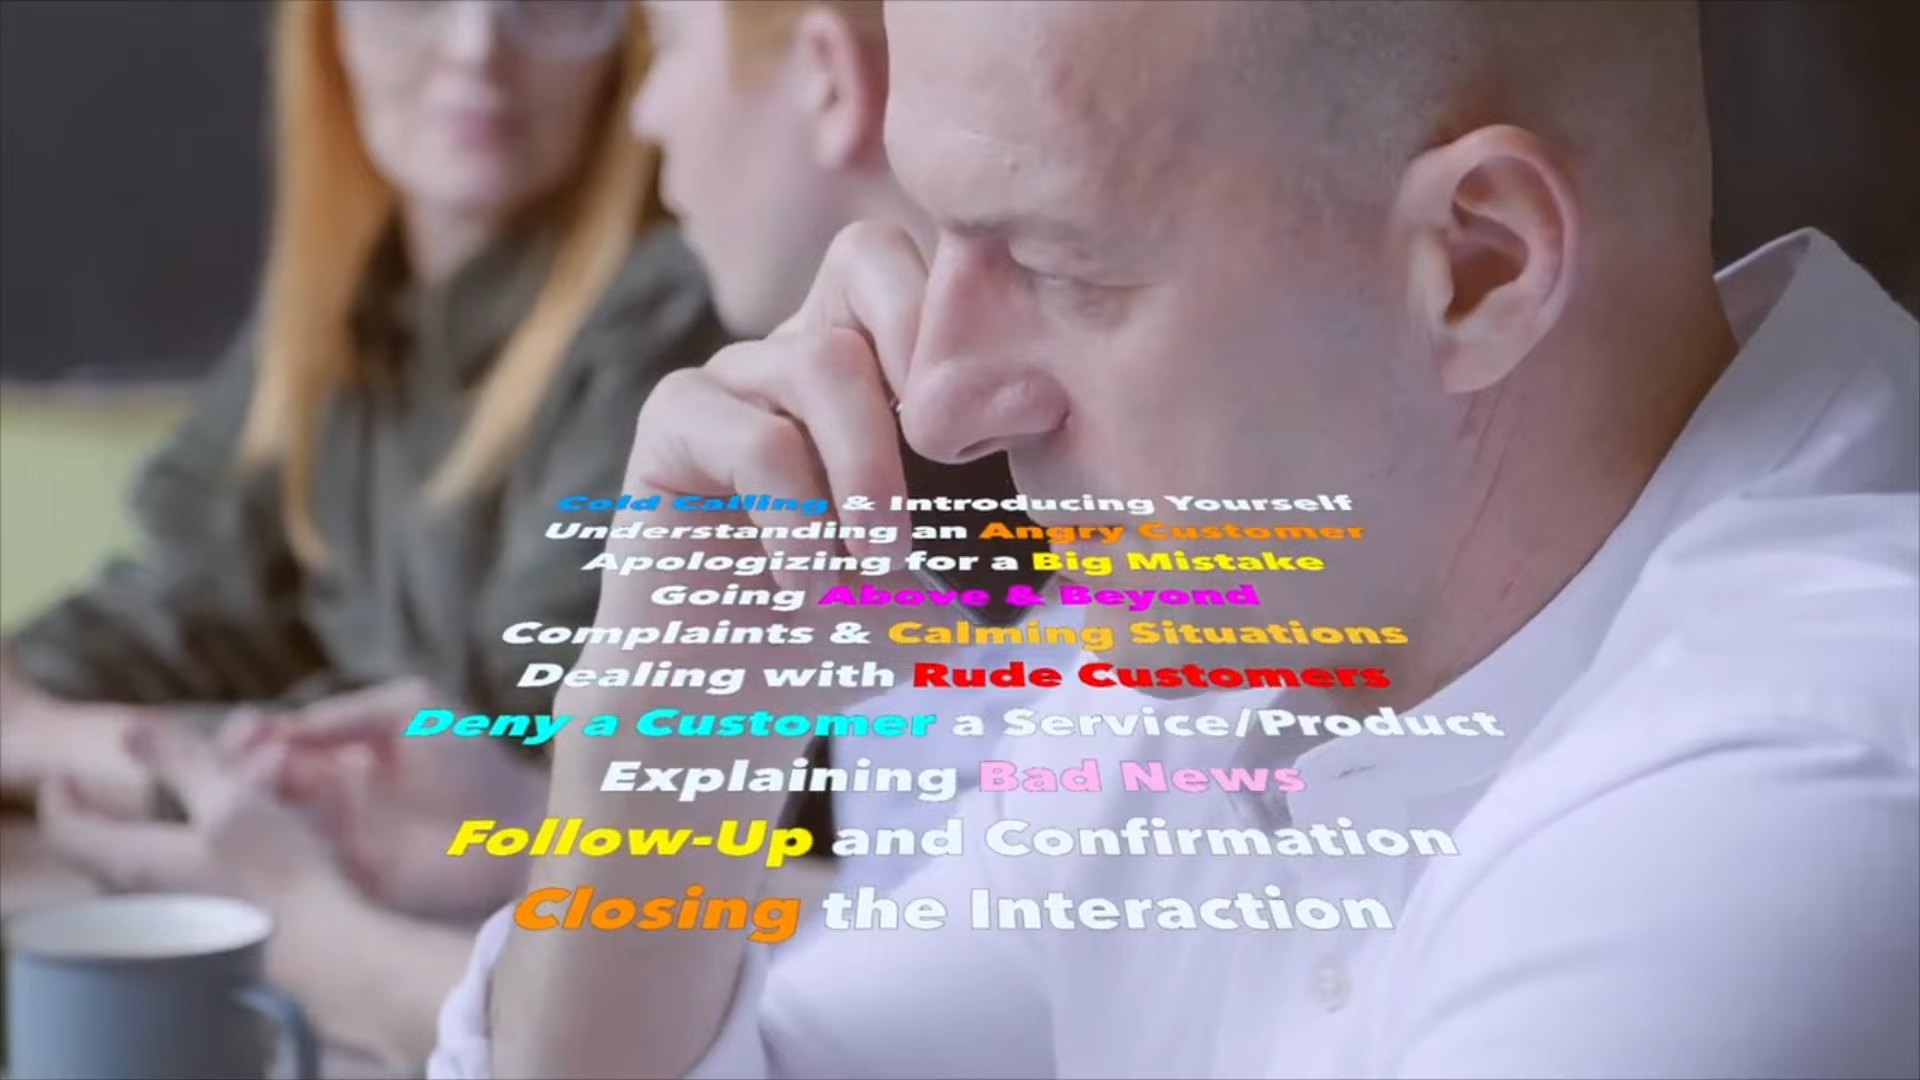 Cold Calling & Introducing Yourself
Understanding an Angry Customer
Apologizing for a Big Mistake
Going Above & Beyond
Complaints & Calming Situations
Dealing with Rude Customers
Deny a Customer a Service/Product
Explaining Bad News
Follow-Up and Confirmation
Closing the Interaction